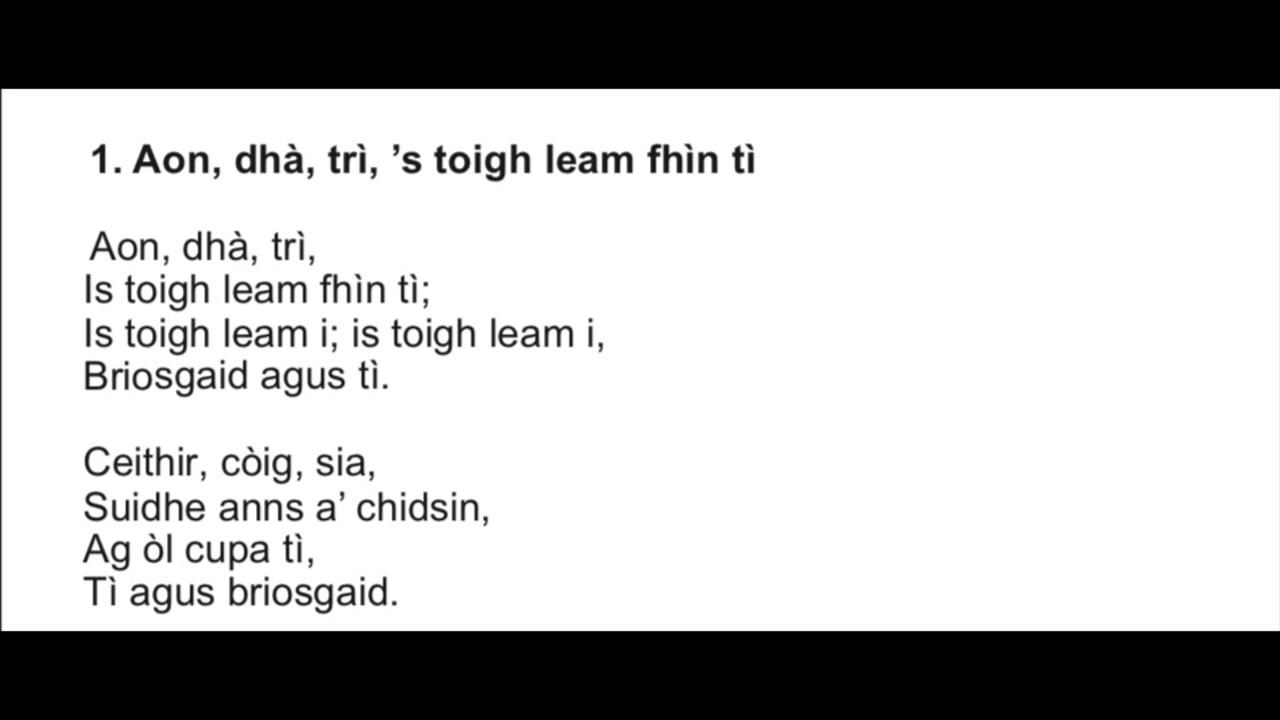 1. Aon, dhà, trì, ’s toigh leam fhìn tì
Aon, dhà, trì,
Is toigh leam fhìn tì;
Is toigh leam i; is toigh leam i,
Briosgaid agus tì.
Ceithir, còig, sia,
Suidhe anns a’ chidsin,
Ag òl cupa tì,
Tì agus briosgaid.